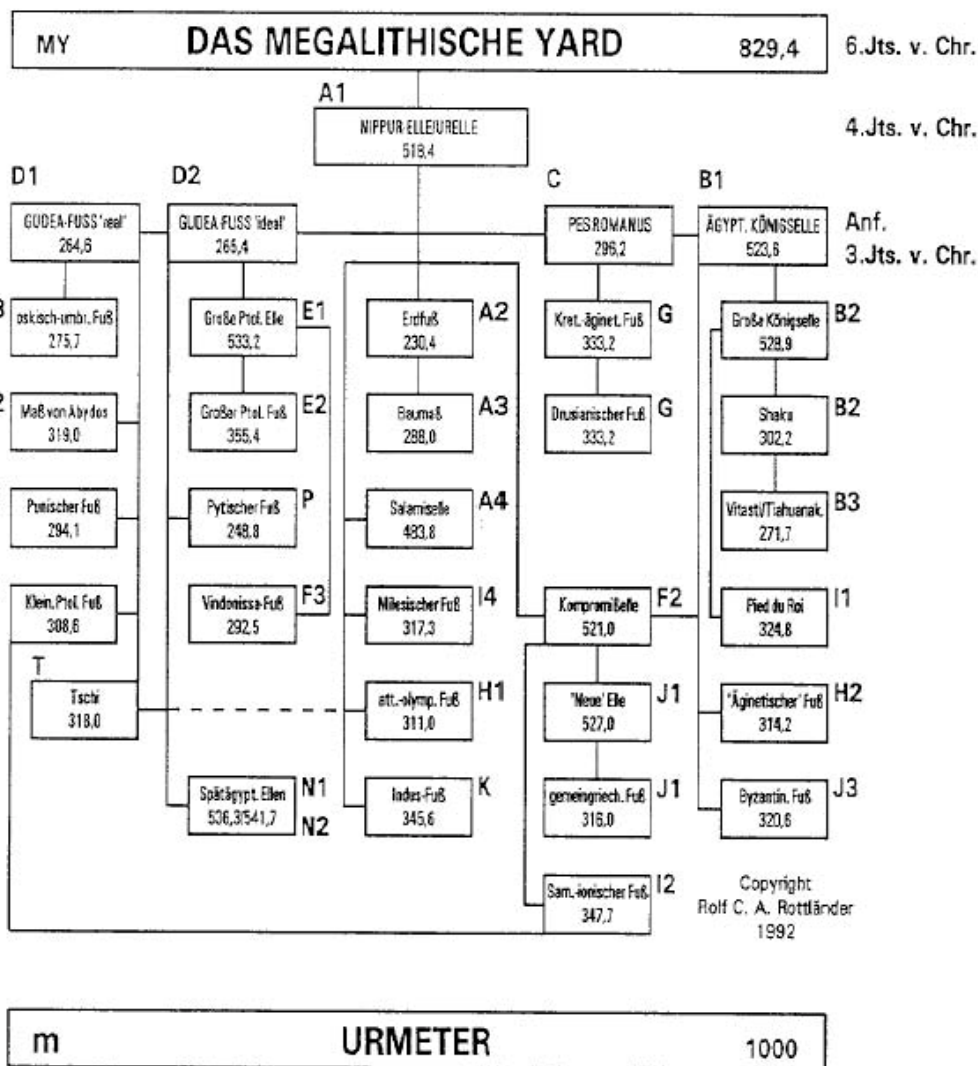 MY DAS MEGALITHISCHE YARD 829,4 6.Jts. v. Chr.
A1
NIPPUR-ELLE/URELLE
518,4
4.Jts. v. Chr.
D1 D2 C B1
GUDEA-FUSS 'real'
264,6
GUDEA-FUSS 'ideal'
265,4
PES ROMANUS
296,2
ÄGYPT. KÖNIGSELLE
523,6
Anf.
3.Jts. v. Chr.
oskisch-umbr. Fuß
275,7
Große Ptol. Elle
533,2
E1
Erdfuß
230,4
A2
Kret.-äginet. Fuß
333,2
G
Große Königselle
528,9
B2
Maß von Abydos
319,0
Großer Ptol. Fuß
355,4
E2
Baumaß
288,0
A3
Drusianischer Fuß
333,2
G
Shaku
302,2
B2
Punischer Fuß
294,1
Pytischer Fuß
248,8
P
Salamiselle
483,8
A4
Vitasti/Tiahuanak.
271,7
B3
Klein. Ptol. Fuß
308,6
Vindonissa-Fuß
292,5
F3
Milesischer Fuß
317,3
I4
Kompromißelle
521,0
F2
Pied du Roi
324,8
I1
T
Tschi
318,0
att.-olymp. Fuß
311,0
H1
'Neue' Elle
527,0
J1
"Äginetischer" Fuß
314,2
H2
Spätägypt. Ellen
536,3/541,7
N1
N2
Indus-Fuß
345,6
K
gemeingriech. Fuß
316,0
J1
Byzantin. Fuß
320,6
J3
Sam.-ionischer Fuß
347,7
I2
Copyright
Rolf C. A. Rottländer
1992
m URMETER 1000